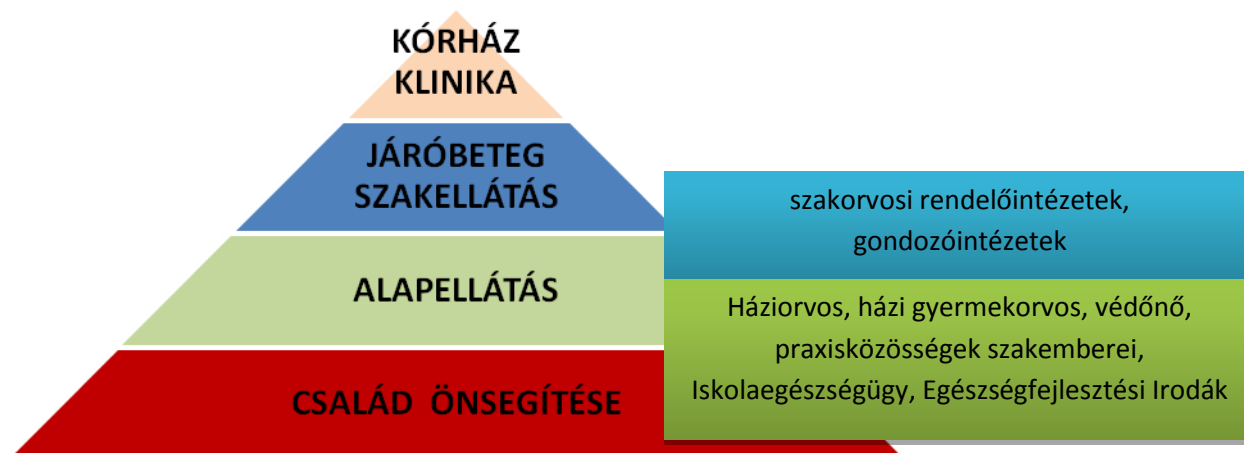 KÓRHÁZ
KLINIKA
JÁRÓBETEG
SZAKELLÁTÁS
szakorvosi rendelőintézetek,
gondozóintézetek
ALAPELLÁTÁS
Háziorvos, házi gyermekorvos, védőnő,
praxisközösségek szakemberei,
Iskolaegészségügy, Egészségfejlesztési Irodák
CSALÁD ÖNSEGÍTÉSE